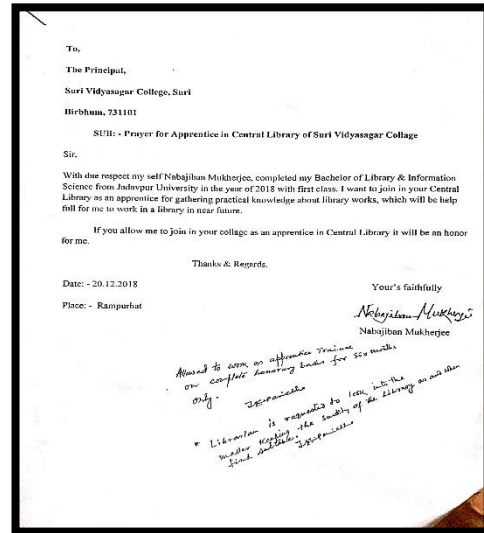 To,
The Principal,
Suri Vidyasagar College, Suri
Birbhum, 731101
SUB: - Prayer for Apprentice in Central Library of Suri Vidyasagar Collage
Sir,
With due respect my self Nabajiban Mukherjee, completed my Bachelor of Library & Information
Science from Jadavpur University in the year of 2018 with first class. I want to join in your Central
Library as an apprentice for gathering practical knowledge about library works, which will be help
full for me to work in a library in near future.
If you allow me to join in your collage as an apprentice in Central Library it will be an honor
for me.
Thanks & Regards.
Date: - 20.12.2018
Your's faithfully
Place: - Rampurhat
Nabajiban Mukherjee
Nabajiban Mukherjee
Allowed to work as apprentice Trainee
on complete honorary basis for six months
only.
* Librarian is requested to look into the
matter keeping the of the Library as and when
find suitable.